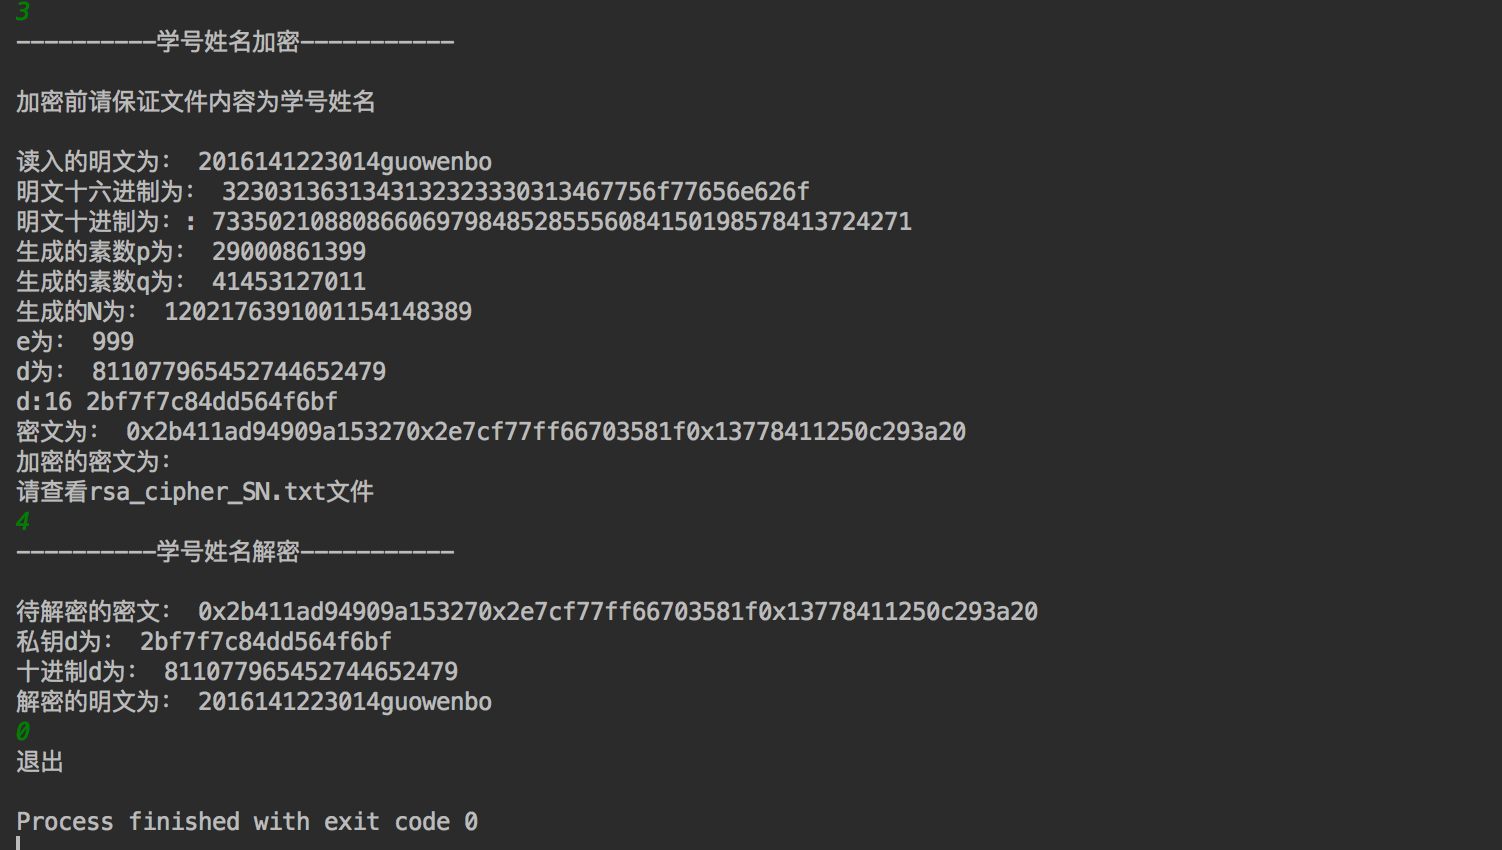 3
----------学号姓名加密-----------
加密前请保证文件内容为学号姓名
读入的明文为： 2016141223014guowenbo
明文十六进制为： 323031363134313232333031346775 6f77656e626f
明文十进制为：: 7335021088086606979848528555608415019857841372427​1
生成的素数p为： 29000861399
生成的素数q为： 41453127011
生成的N为： 1202176391001154148389
e为： 999
d为： 811077965452744652479
d:16 2bf7f7c84dd564f6bf
密文为： 0x2b411ad94909a153270x2e7cf77ff66703581f0x13778411250c293a20
加密的密文为：
请查看rsa_cipher_SN.txt文件
4
----------学号姓名解密-----------
待解密的密文： 0x2b411ad94909a153270x2e7cf77ff66703581f0x13778411250c293a20
私钥d为： 2bf7f7c84dd564f6bf
十进制d为： 811077965452744652479
解密的明文为： 2016141223014guowenbo
0
退出
Process finished with exit code 0